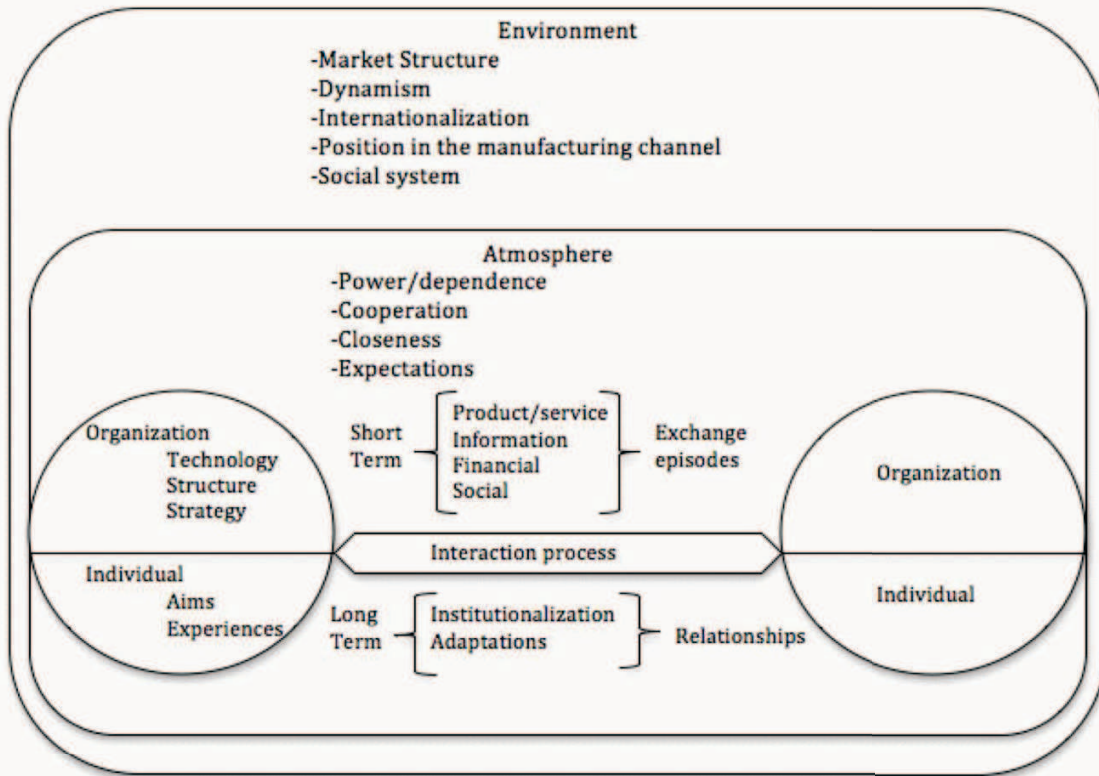 Environment
-Market Structure
-Dynamism
-Internationalization
-Position in the manufacturing channel
-Social system
Atmosphere
-Power/dependence
-Cooperation
-Closeness
-Expectations
Organization
Technology
Structure
Strategy
Individual
Aims
Experiences
Short
Term
Product/service
Information
Financial
Social
Exchange
episodes
Interaction process
Long
Term
Institutionalization
Adaptations
Relationships
Organization
Individual